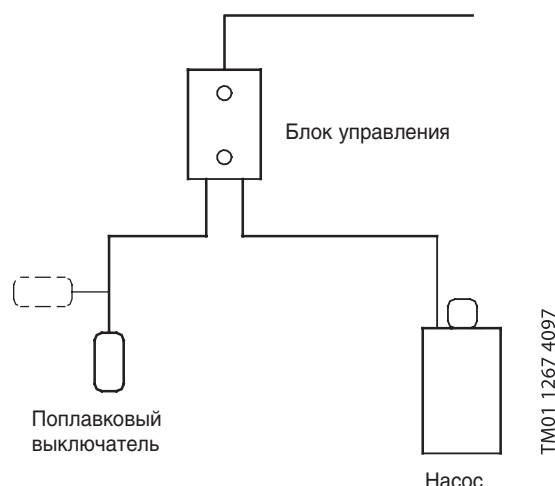 Блок управления
Поплавковый
выключатель
Насос
TM01 1267 4097